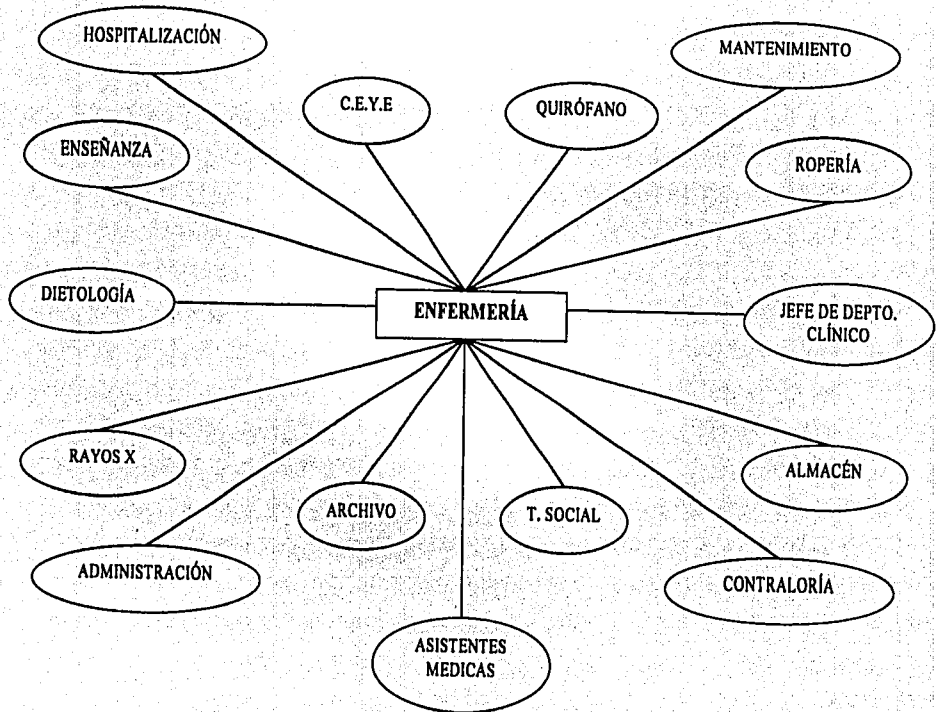 HOSPITALIZACIÓN
MANTENIMIENTO
C.E.Y.E
QUIRÓFANO
ENSEÑANZA
ROPERÍA
DIETOLOGÍA
ENFERMERÍA
JEFE DE DEPTO.
CLÍNICO
RAYOS X
ALMACÉN
ARCHIVO
T. SOCIAL
ADMINISTRACIÓN
CONTRALORÍA
ASISTENTES
MEDICAS